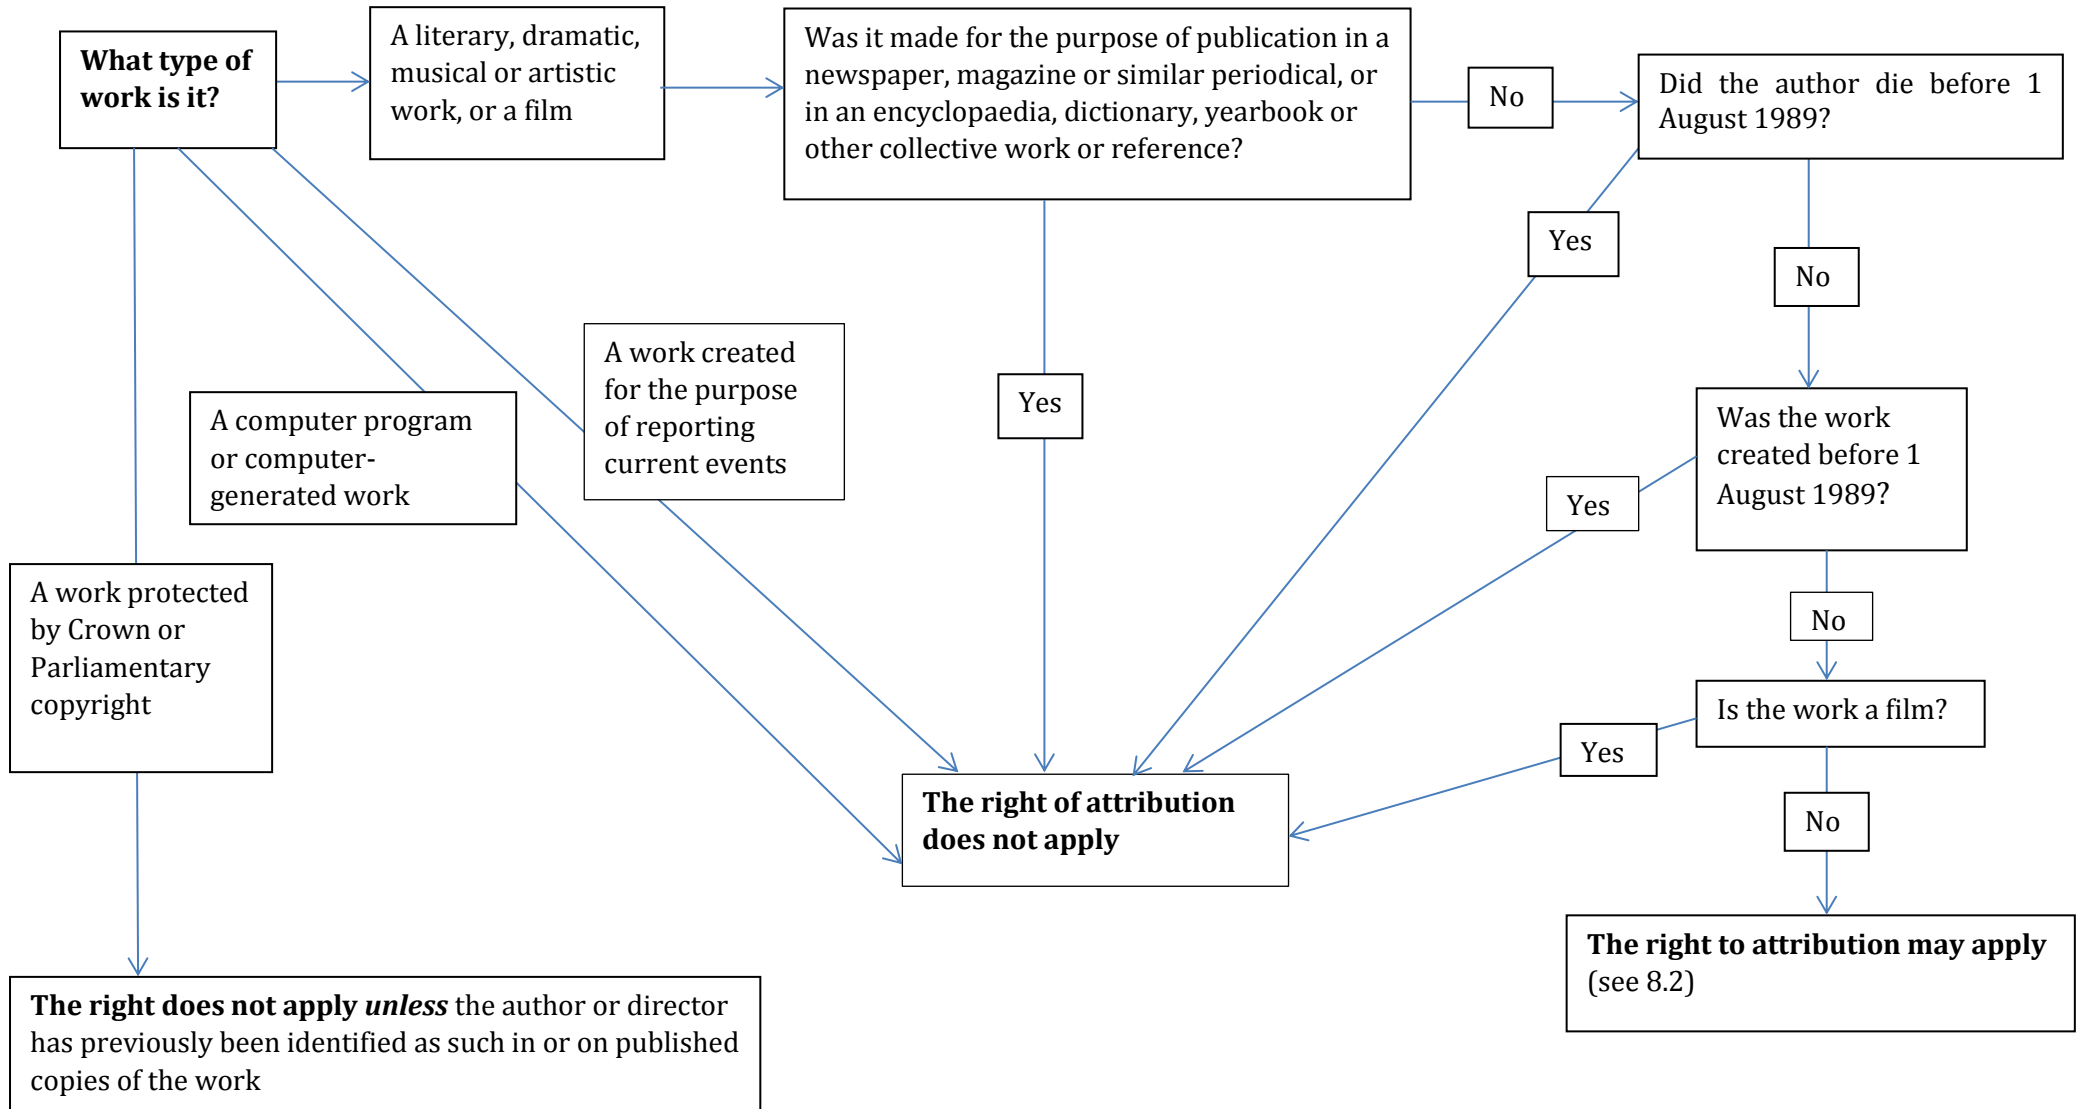 What type of
work is it?
A literary, dramatic,
musical or artistic
work, or a film
Was it made for the purpose of publication in a
newspaper, magazine or similar periodical, or
in an encyclopaedia, dictionary, yearbook or
other collective work or reference?
No
Did the author die before 1
August 1989?
Yes
No
A work created
for the purpose
of reporting
current events
Yes
A computer program
or computer-
generated work
Was the work
created before 1
August 1989?
Yes
A work protected
by Crown or
Parliamentary
copyright
No
Is the work a film?
Yes
The right of attribution
does not apply
No
The right to attribution may apply
(see 8.2)
The right does not apply unless the author or director
has previously been identified as such in or on published
copies of the work